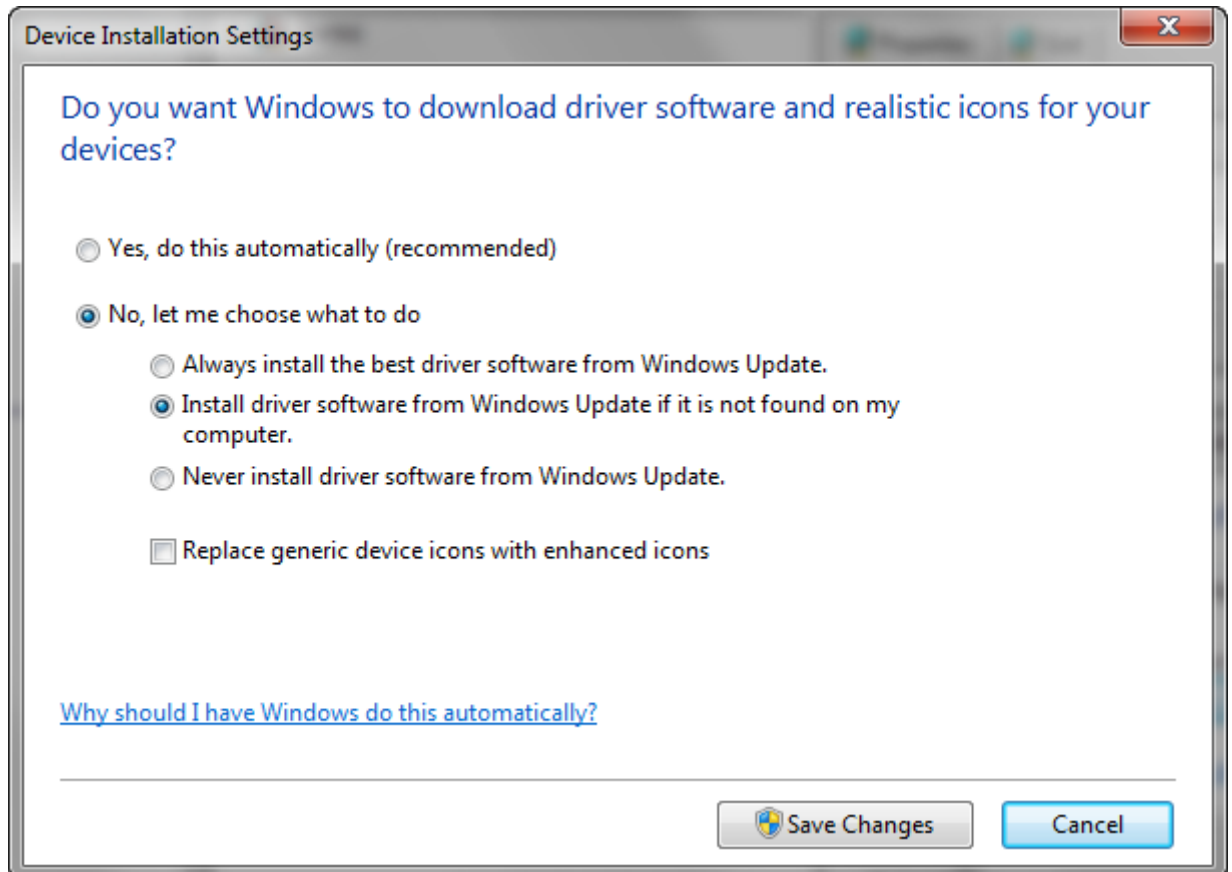 Device Installation Settings
Do you want Windows to download driver software and realistic icons for your
devices?
Yes, do this automatically (recommended)
No, let me choose what to do
Always install the best driver software from Windows Update.
Install driver software from Windows Update if it is not found on my
computer.
Never install driver software from Windows Update.
Replace generic device icons with enhanced icons
Why should I have Windows do this automatically?
Save Changes
Cancel